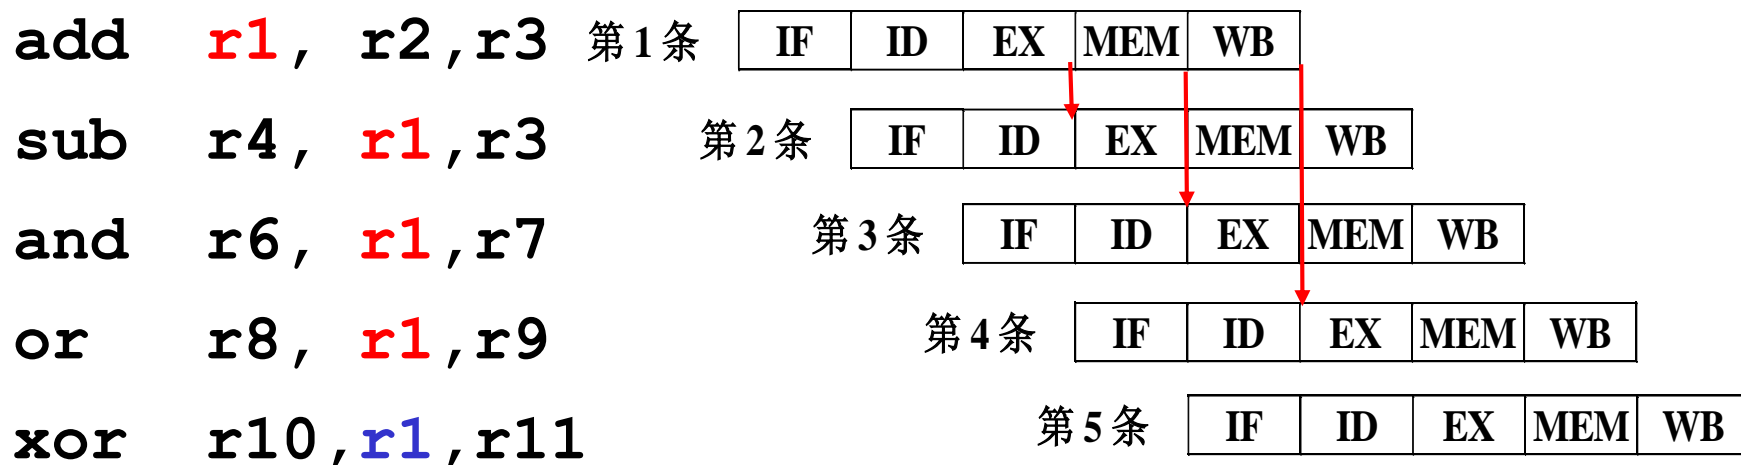 add r1, r2,r3 第1条 IF ID EX MEM WB
sub r4, r1,r3 第2条 IF ID EX MEM WB
and r6, r1,r7 第3条 IF ID EX MEM WB
or r8, r1,r9 第4条 IF ID EX MEM WB
xor r10,r1,r11 第5条 IF ID EX MEM WB